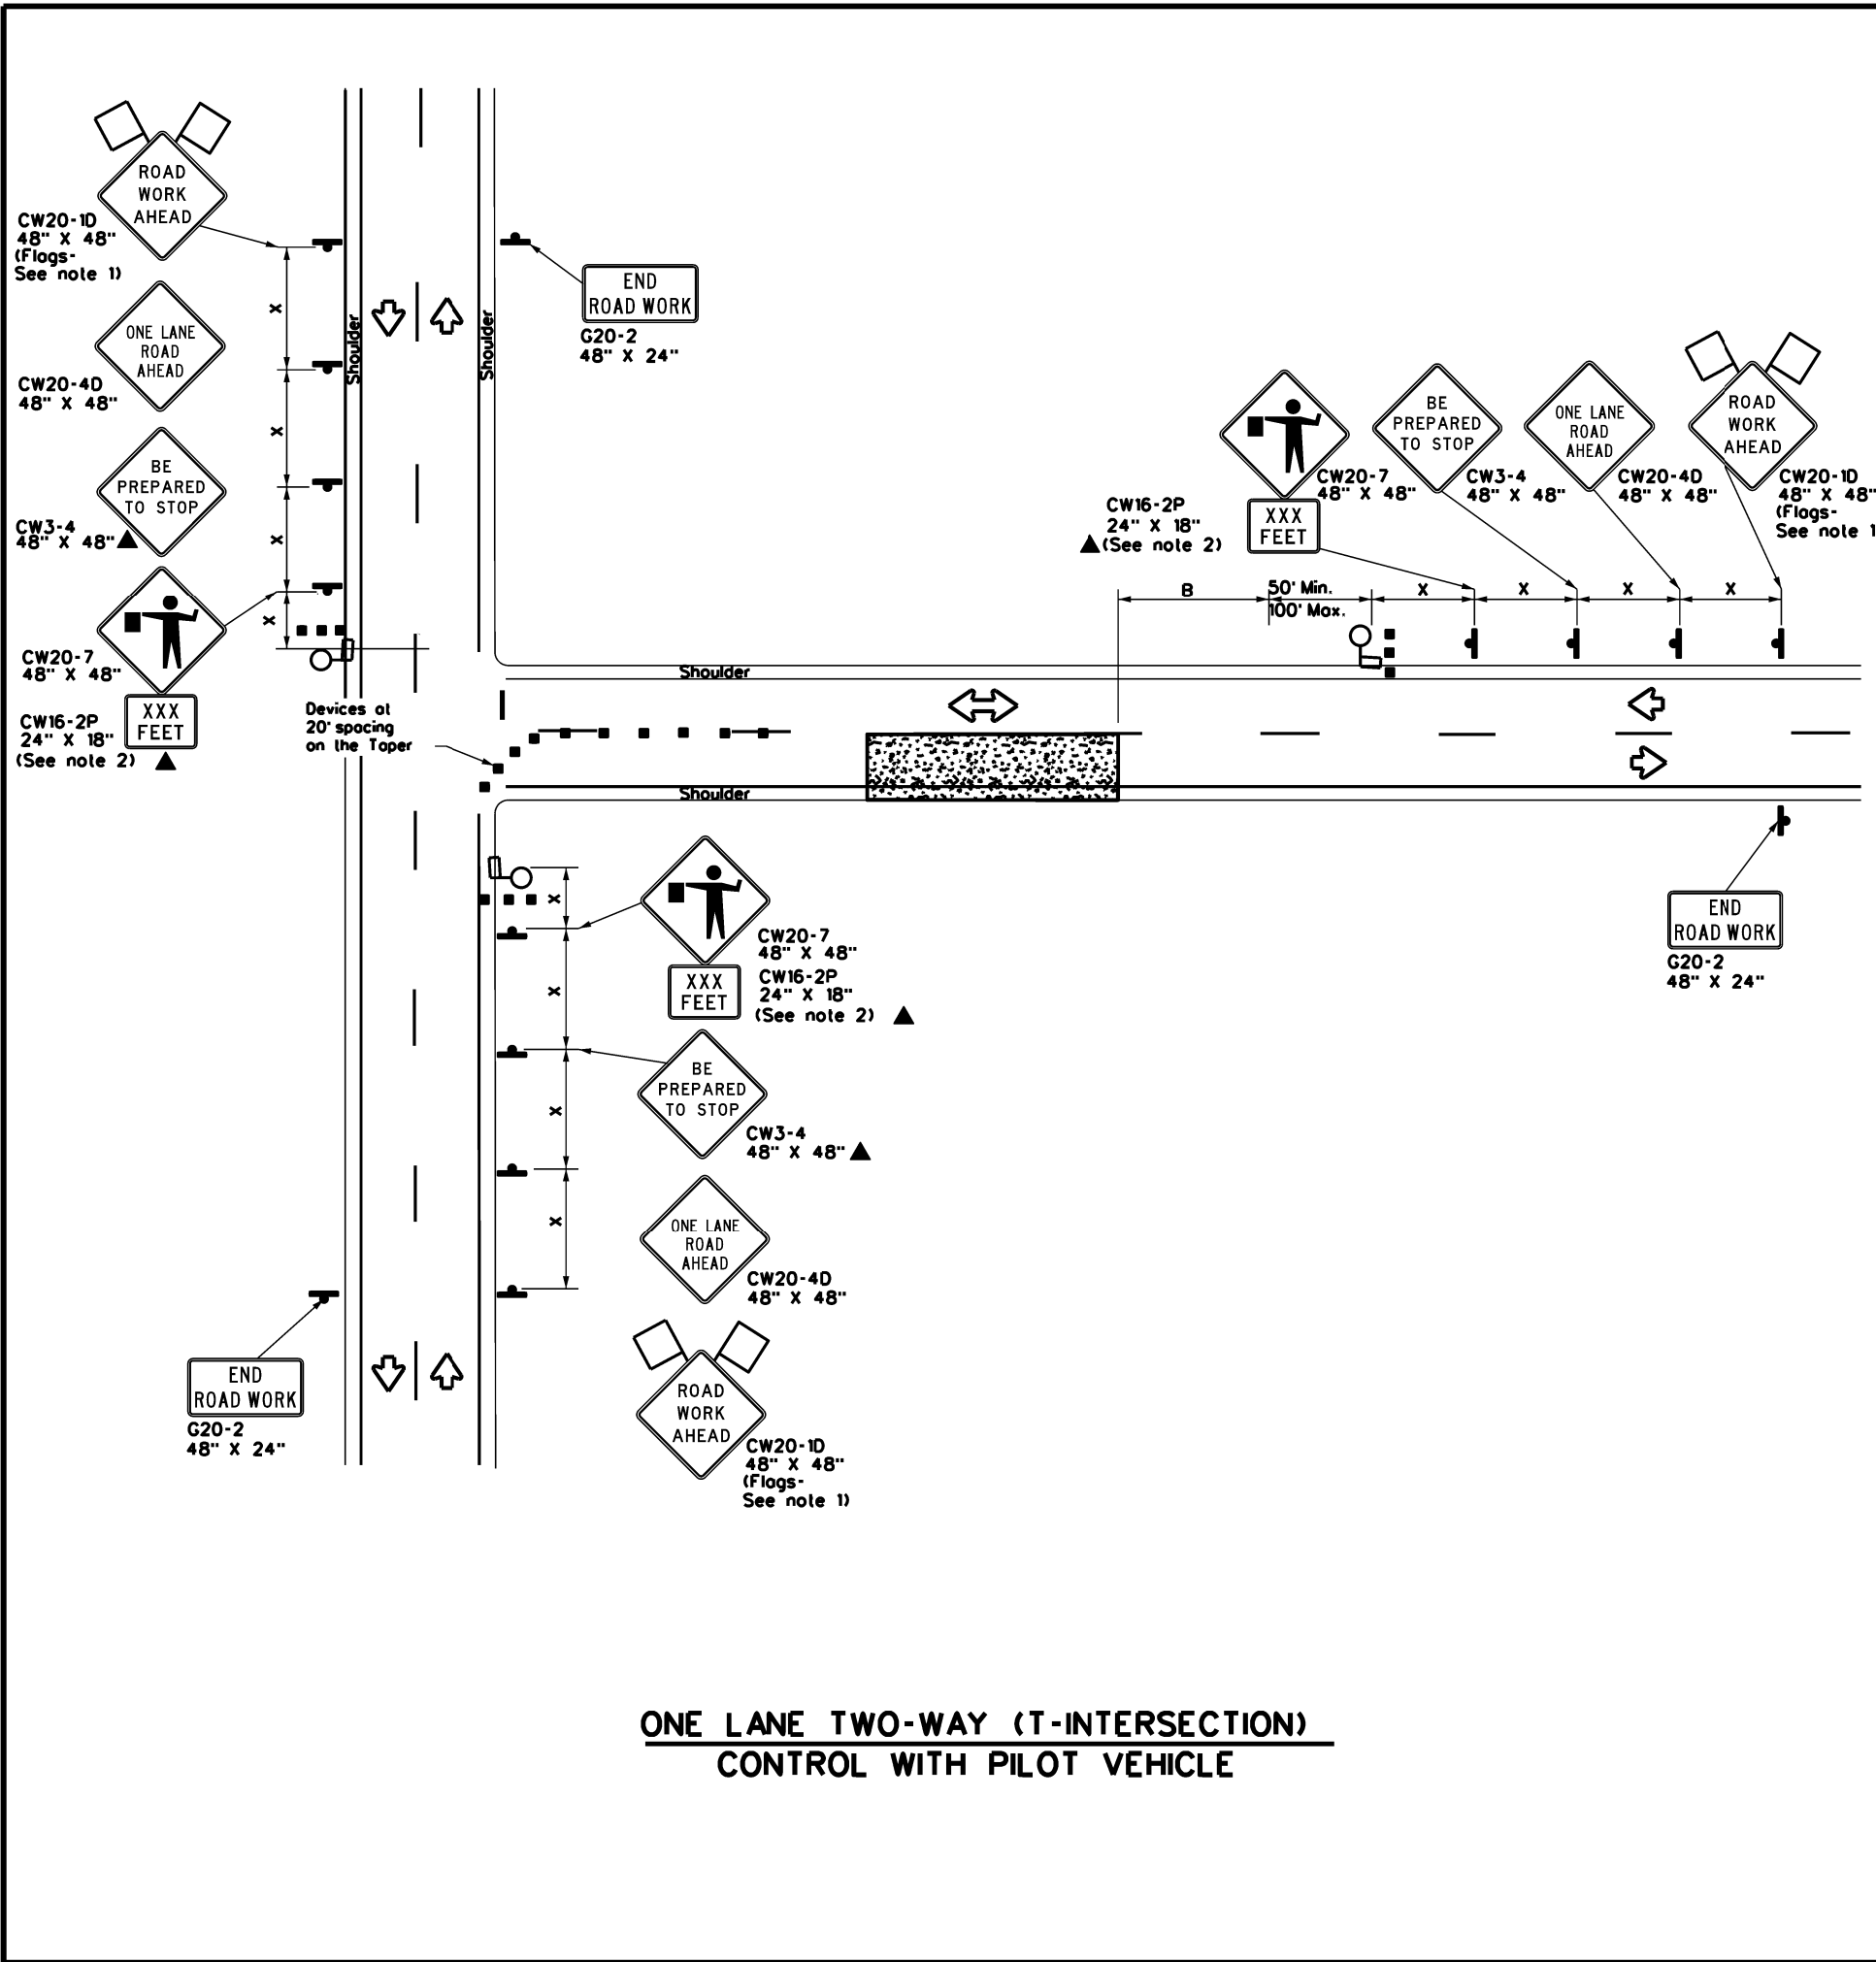 ROAD
WORK
AHEAD
CW20-1D
48" X 48"
(Flags-
See note 1)
ONE LANE
ROAD
AHEAD
CW20-4D
48" X 48"
BE
PREPARED
TO STOP
CW3-4
48" X 48"
CW20-7
48" X 48"
XXX
FEET
CW16-2P
24" X 18"
(See note 2)
X
X
X
X
Shoulder
Shoulder
END
ROAD WORK
G20-2
48" X 24"
Devices at
20' spacing
on the Taper
Shoulder
Shoulder
CW16-2P
24" X 18"
(See note 2)
XXX
FEET
CW20-7
48" X 48"
BE
PREPARED
TO STOP
CW3-4
48" X 48"
ONE LANE
ROAD
AHEAD
CW20-4D
48" X 48"
ROAD
WORK
AHEAD
CW20-1D
48" X 48"
(Flags-
See note 1
B
50' Min.
100' Max.
X
X
X
X
END
ROAD WORK
G20-2
48" X 24"
X
X
X
X
CW20-7
48" X 48"
XXX
FEET
CW16-2P
24" X 18"
(See note 2)
BE
PREPARED
TO STOP
CW3-4
48" X 48"
ONE LANE
ROAD
AHEAD
CW20-4D
48" X 48"
ROAD
WORK
AHEAD
CW20-1D
48" X 48"
(Flags-
See note 1)
END
ROAD WORK
G20-2
48" X 24"
ONE LANE TWO-WAY (T-INTERSECTION)
CONTROL WITH PILOT VEHICLE